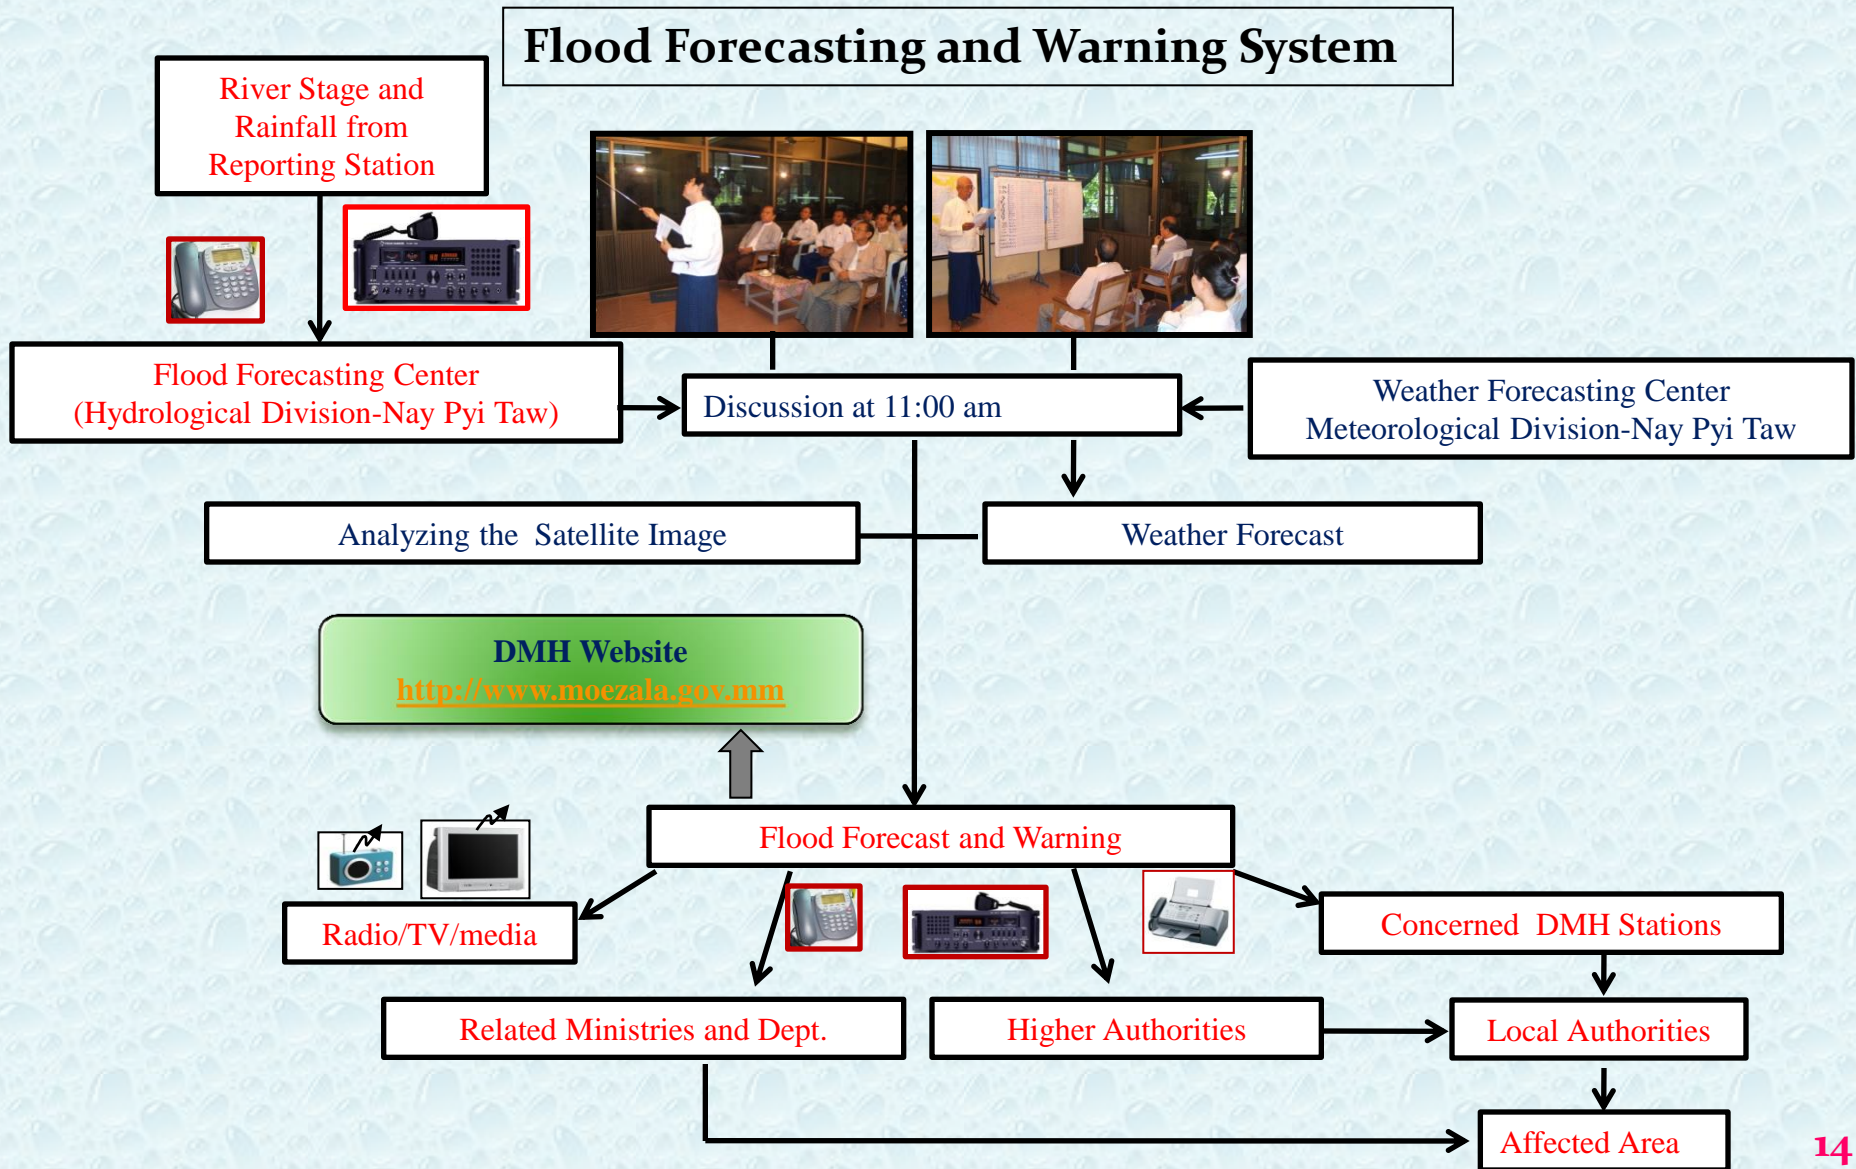 Flood Forecasting and Warning System
River Stage and
Rainfall from
Reporting Station
Flood Forecasting Center
(Hydrological Division-Nay Pyi Taw)
Discussion at 11:00 am
Weather Forecasting Center
Meteorological Division-Nay Pyi Taw
Analyzing the Satellite Image
Weather Forecast
DMH Website
http://www.moezala.gov.mm
Flood Forecast and Warning
Radio/TV/media
Concerned DMH Stations
Related Ministries and Dept.
Higher Authorities
Local Authorities
Affected Area
14